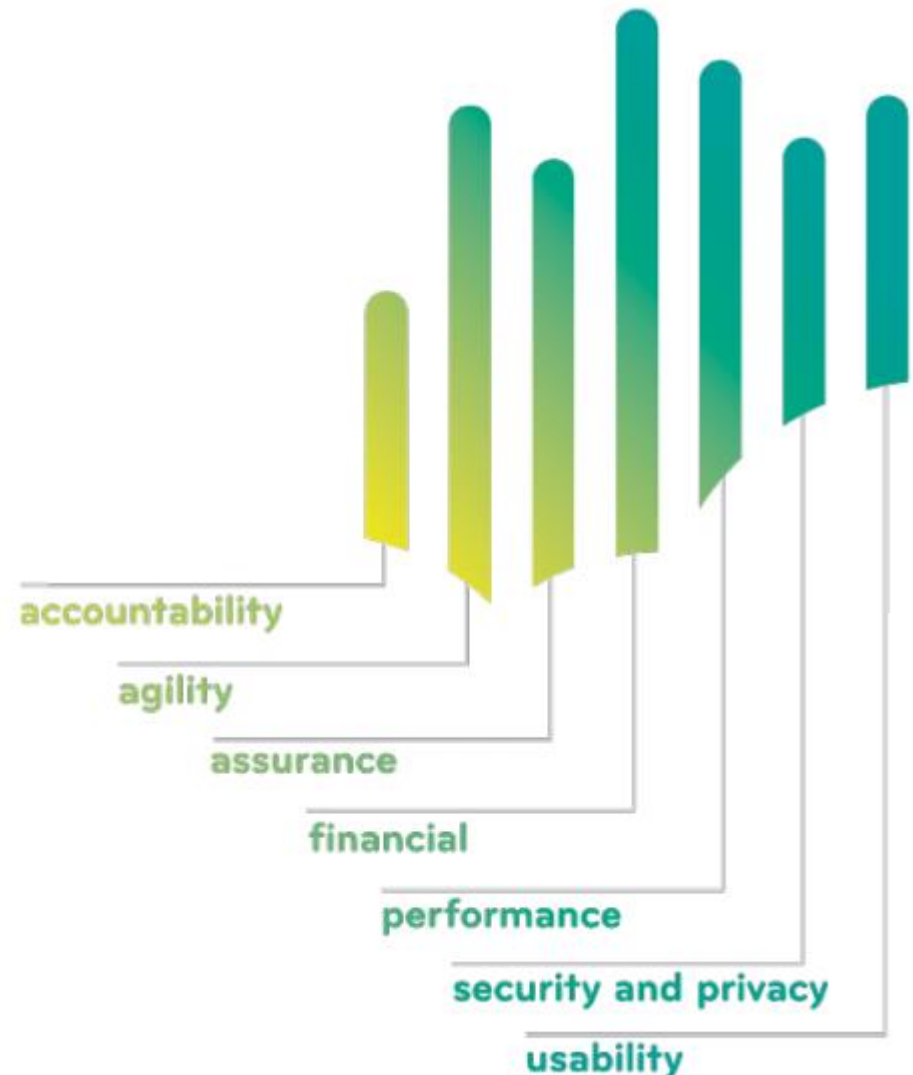 accountability
agility
assurance
financial
performance
security and privacy
usability